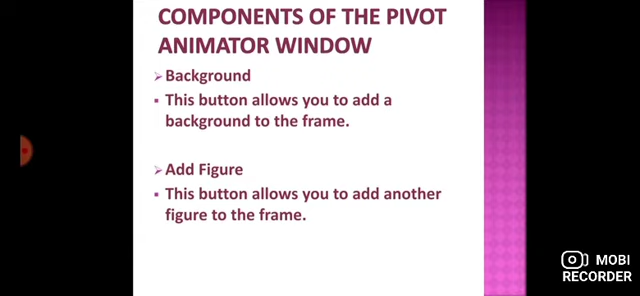 COMPONENTS OF THE PIVOT
ANIMATOR WINDOW
Background
This button allows you to add a
background to the frame.
Add Figure
This button allows you to add another
figure to the frame.
MOBI
RECORDER